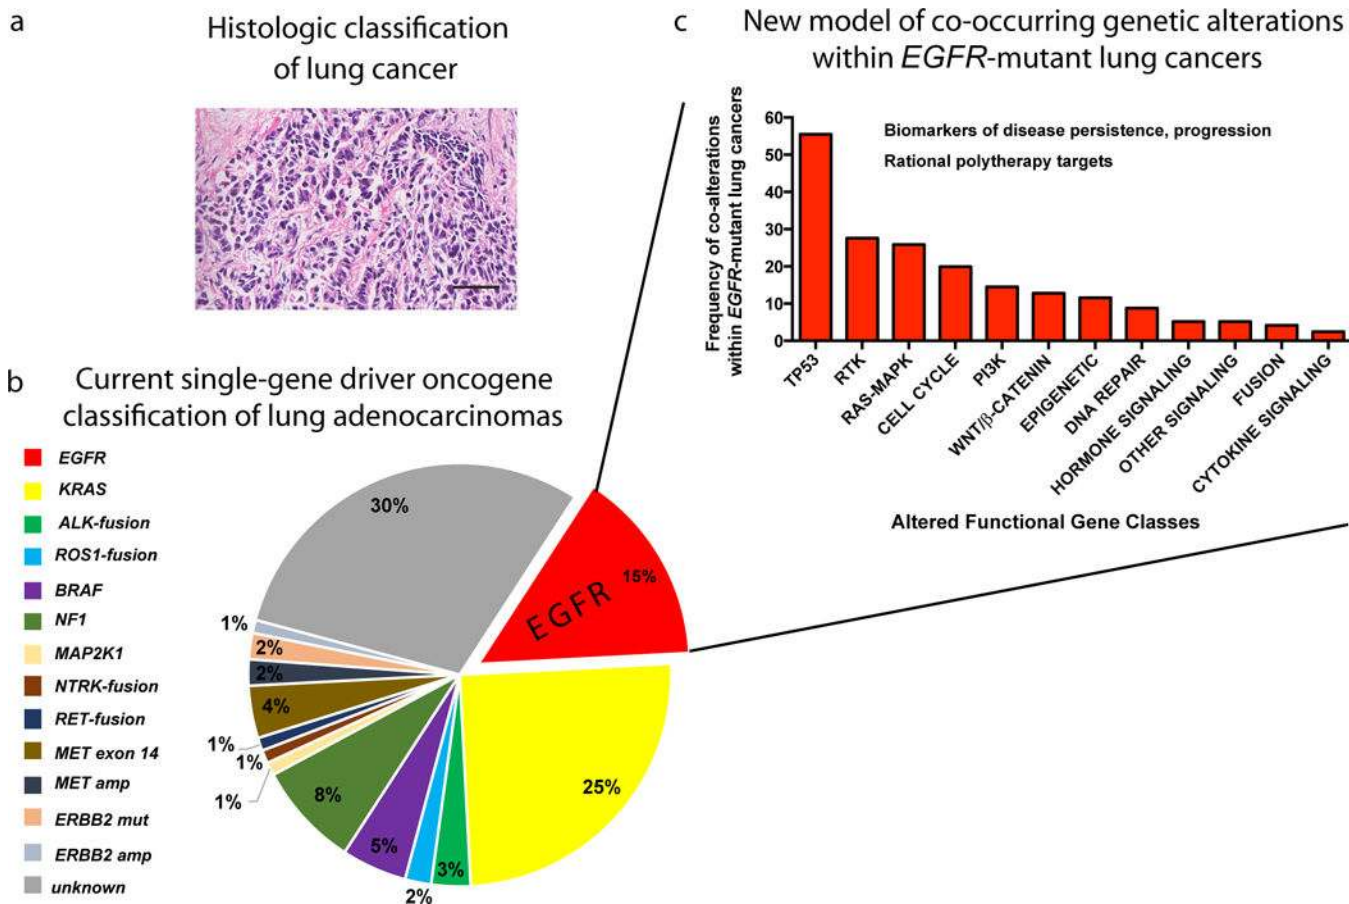 a
Histologic classification
of lung cancer
b
Current single-gene driver oncogene
classification of lung adenocarcinomas
EGFR
KRAS
ALK-fusion
ROS1-fusion
BRAF
NF1
MAP2K1
NTRK-fusion
RET-fusion
MET exon 14
MET amp
ERBB2 mut
ERBB2 amp
unknown
30%
EGFR
15%
25%
3%
2%
5%
8%
1%
1%
1%
4%
2%
2%
1%
c
New model of co-occurring genetic alterations
within EGFR-mutant lung cancers
Frequency of co-alterations
within EGFR-mutant lung cancers
60
50
40
30
20
10
0
Biomarkers of disease persistence, progression
Rational polytherapy targets
TP53
RTK
RAS-MAPK
CELL CYCLE
PI3K
WNT/β-CATENIN
EPIGENETIC
DNA REPAIR
HORMONE SIGNALING
OTHER SIGNALING
FUSION
CYTOKINE SIGNALING
Altered Functional Gene Classes